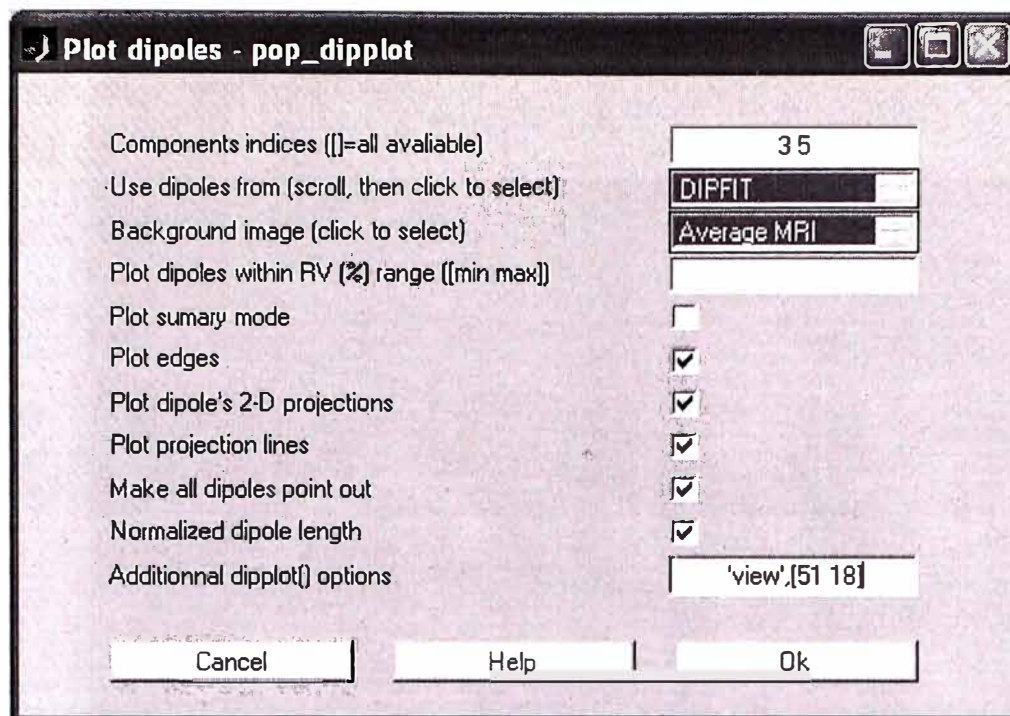 Plot dipoles - pop_dipplot
Components indices ([]=all avaliable) 3 5
Use dipoles from (scroll, then click to select) DIPFIT
Background image (click to select) Average MRI
Plot dipoles within RV (%) range ([min max])
Plot sumary mode
Plot edges
Plot dipole's 2-D projections
Plot projection lines
Make all dipoles point out
Normalized dipole length
Additionnal dipplot() options 'view',[51 18]
Cancel Help Ok